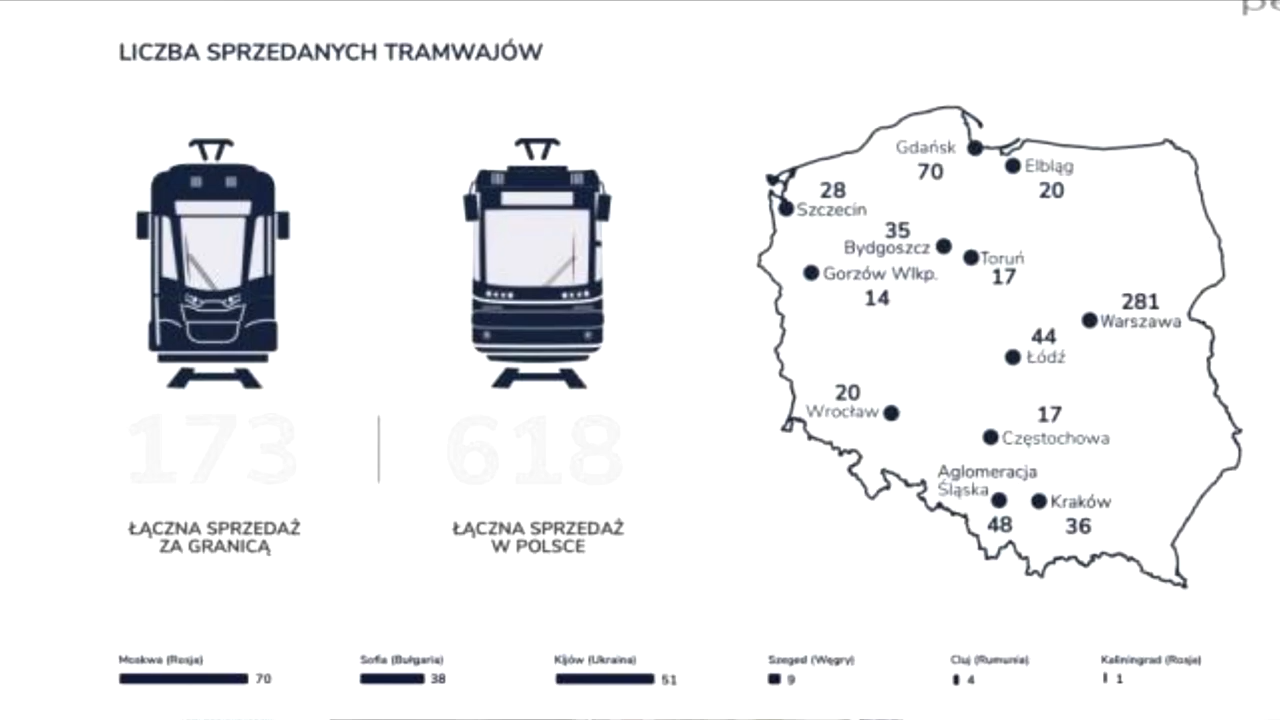 LICZBA SPRZEDANYCH TRAMWAJÓW
173
618
ŁĄCZNA SPRZEDAŻ
ZA GRANICĄ
ŁĄCZNA SPRZEDAŻ
W POLSCE
Gdańsk
70
Elbląg
20
28
Szczecin
35
Bydgoszcz
Toruń
17
Gorzów Wlkp.
14
281
Warszawa
44
Łódź
20
Wrocław
17
Częstochowa
Aglomeracja
Śląska
48
Kraków
36
Moskwa (Rosja)
70
Sofia (Bułgaria)
38
Kijów (Ukraina)
51
Szeged (Węgry)
9
Cluj (Rumunia)
4
Kaliningrad (Rosja)
1